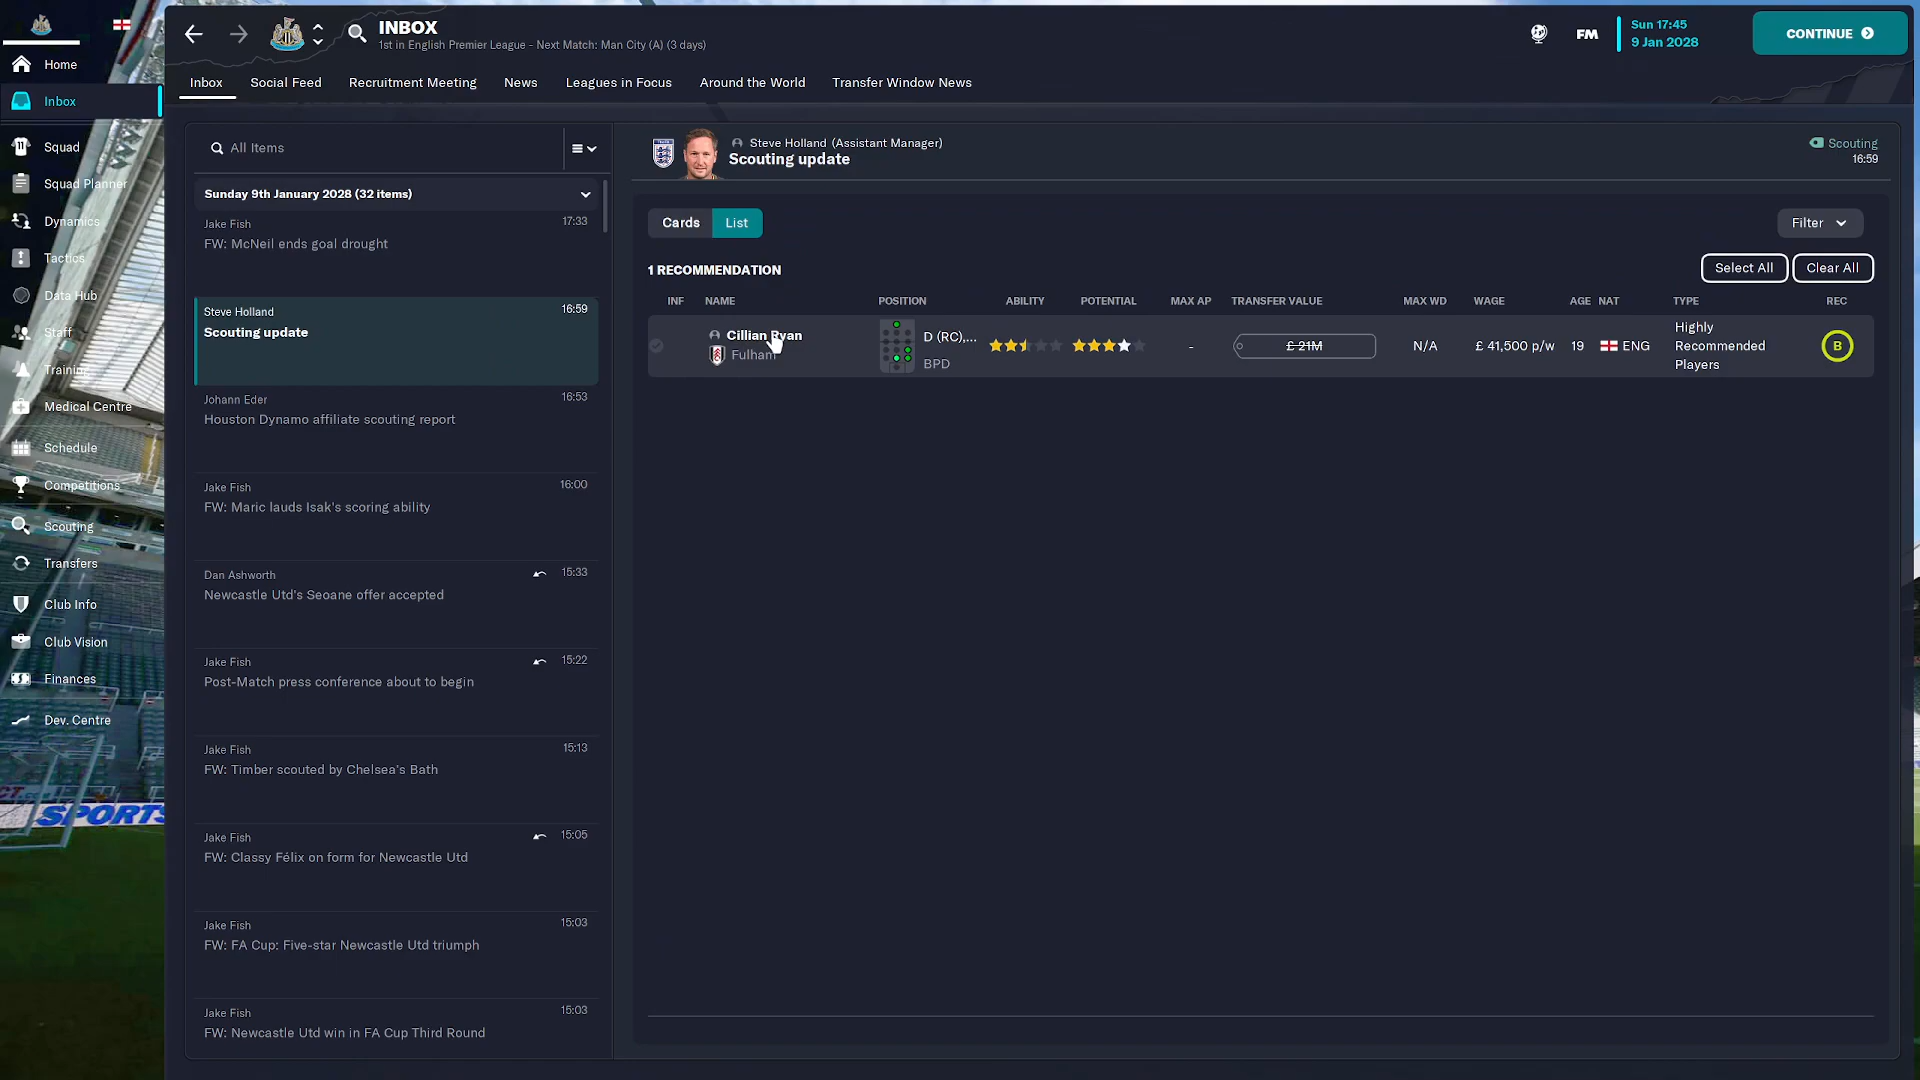 INBOX
1st in English Premier League - Next Match: Man City (A) (3 days)
FM
Sun 17:45
9 Jan 2028
CONTINUE
Home
Inbox
Squad
Squad Planner
Dynamics
Tactics
Data Hub
Staff
Training
Medical Centre
Schedule
Competitions
Scouting
Transfers
Club Info
Club Vision
Finances
Dev. Centre
SPORTS
Inbox
Social Feed
Recruitment Meeting
News
Leagues in Focus
Around the World
Transfer Window News
All Items
Sunday 9th January 2028 (32 items)
Jake Fish 17:33
FW: McNeil ends goal drought
Steve Holland 16:59
Scouting update
Johann Eder 16:53
Houston Dynamo affiliate scouting report
Jake Fish 16:00
FW: Maric lauds Isak's scoring ability
Dan Ashworth 15:33
Newcastle Utd's Seoane offer accepted
Jake Fish 15:22
Post-Match press conference about to begin
Jake Fish 15:13
FW: Timber scouted by Chelsea's Bath
Jake Fish 15:05
FW: Classy Félix on form for Newcastle Utd
Jake Fish 15:03
FW: FA Cup: Five-star Newcastle Utd triumph
Jake Fish 15:03
FW: Newcastle Utd win in FA Cup Third Round
Steve Holland (Assistant Manager)
Scouting update
Scouting
16:59
Cards
List
Filter
1 RECOMMENDATION
Select All
Clear All
INF NAME POSITION ABILITY POTENTIAL MAX AP TRANSFER VALUE MAX WD WAGE AGE NAT TYPE REC
Cillian Ryan
Fulham
D (RC),...
BPD
-
£ 21M
N/A
£ 41,500 p/w
19
ENG
Highly
Recommended
Players
B